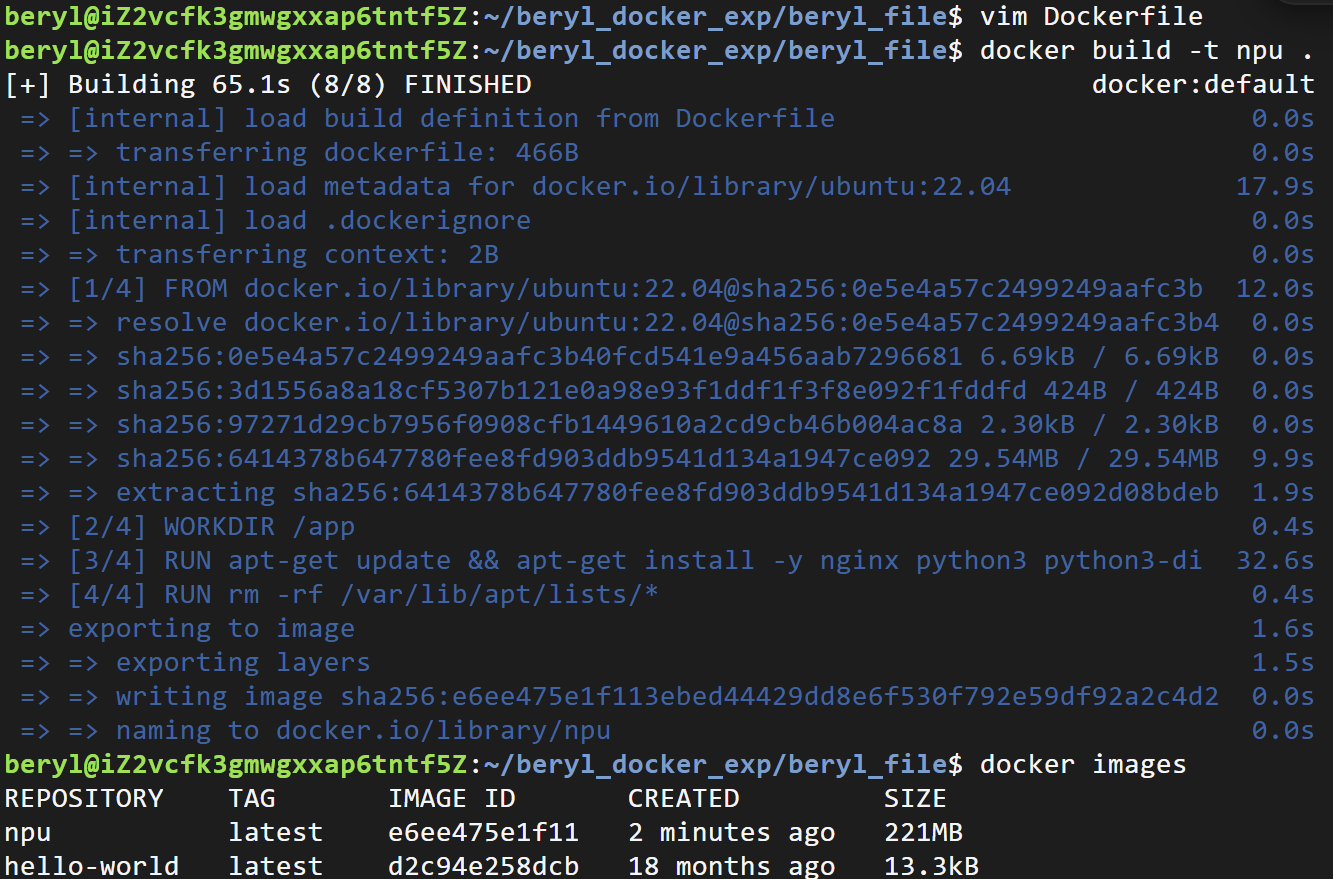 beryl@iZ2vcfk3gmwgxxap6tntf5Z:~/beryl_docker_exp/beryl_file$ vim Dockerfile
beryl@iZ2vcfk3gmwgxxap6tntf5Z:~/beryl_docker_exp/beryl_file$ docker build -t npu .
[+] Building 65.1s (8/8) FINISHED docker:default
=> [internal] load build definition from Dockerfile 0.0s
=> => transferring dockerfile: 466B 0.0s
=> [internal] load metadata for docker.io/library/ubuntu:22.04 17.9s
=> [internal] load .dockerignore 0.0s
=> => transferring context: 2B 0.0s
=> [1/4] FROM docker.io/library/ubuntu:22.04@sha256:0e5e4a57c2499249aafc3b 12.0s
=> => resolve docker.io/library/ubuntu:22.04@sha256:0e5e4a57c2499249aafc3b4 0.0s
=> => sha256:0e5e4a57c2499249aafc3b40fcd541e9a456aab7296681 6.69kB / 6.69kB 0.0s
=> => sha256:3d1556a8a18cf5307b121e0a98e93f1ddf1f3f8e092f1fddfd 424B / 424B 0.0s
=> => sha256:97271d29cb7956f0908cfb1449610a2cd9cb46b004ac8a 2.30kB / 2.30kB 0.0s
=> => sha256:6414378b647780fee8fd903ddb9541d134a1947ce092 29.54MB / 29.54MB 9.9s
=> => extracting sha256:6414378b647780fee8fd903ddb9541d134a1947ce092d08bdeb 1.9s
=> [2/4] WORKDIR /app 0.4s
=> [3/4] RUN apt-get update && apt-get install -y nginx python3 python3-di 32.6s
=> [4/4] RUN rm -rf /var/lib/apt/lists/* 0.4s
=> exporting to image 1.6s
=> => exporting layers 1.5s
=> => writing image sha256:e6ee475e1f113ebed44429dd8e6f530f792e59df92a2c4d2 0.0s
=> => naming to docker.io/library/npu 0.0s
beryl@iZ2vcfk3gmwgxxap6tntf5Z:~/beryl_docker_exp/beryl_file$ docker images
REPOSITORY TAG IMAGE ID CREATED SIZE
npu latest e6ee475e1f11 2 minutes ago 221MB
hello-world latest d2c94e258dcb 18 months ago 13.3kB